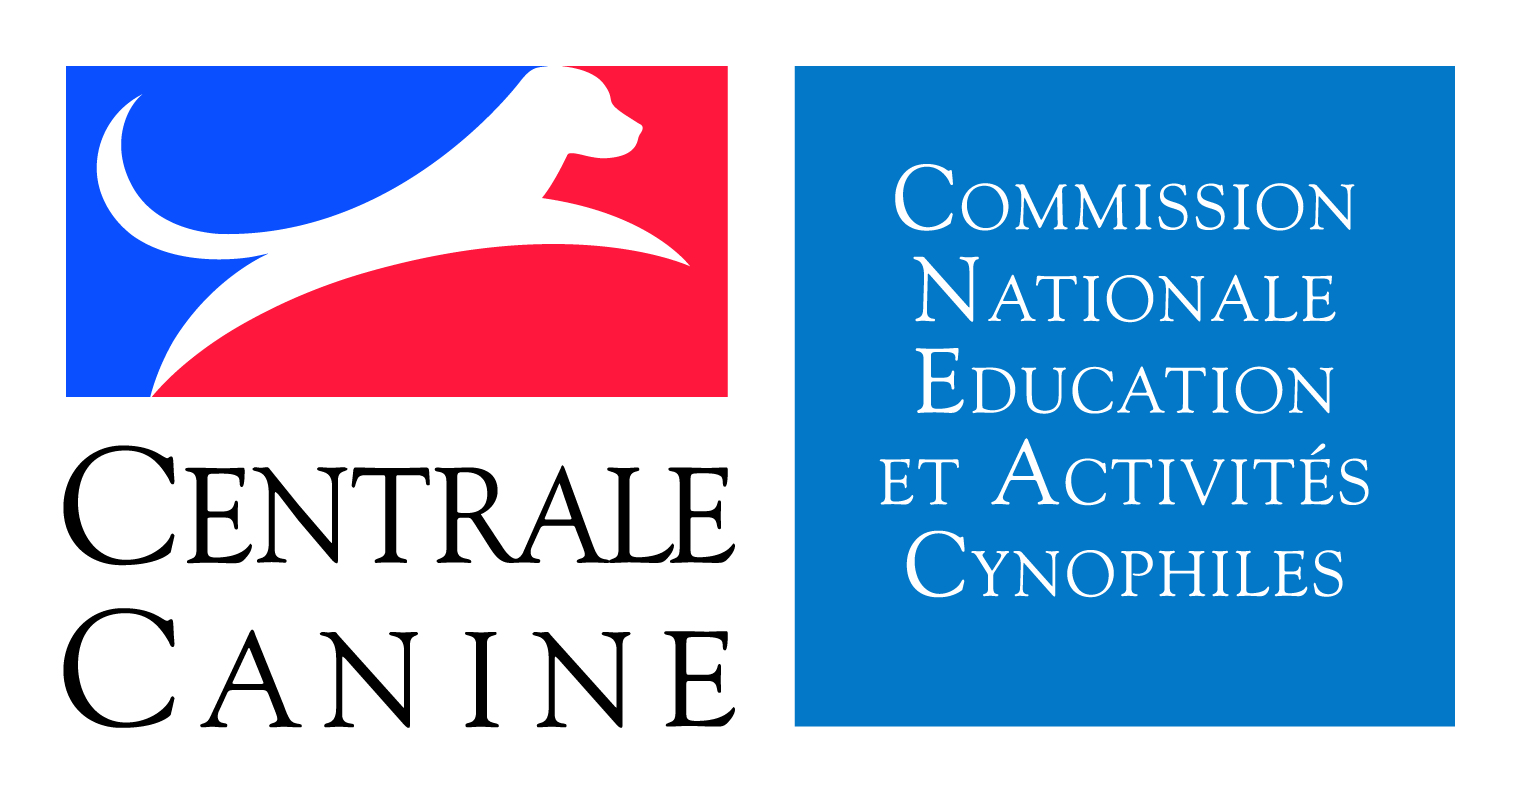 CENTRALE
CANINE
COMMISSION
NATIONALE
EDUCATION
ET ACTIVITÉS
CYNOPHILES